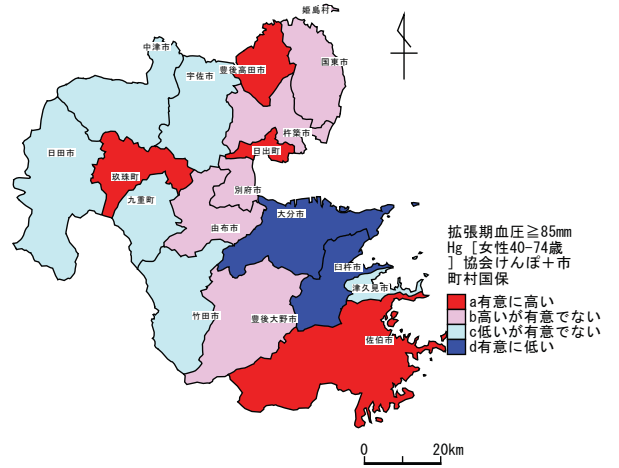 姫島村
中津市
国東市
豊後高田市
宇佐市
杵築市
日田市
日出町
玖珠町
別府市
九重町
大分市
由布市
拡張期血圧≧85mm
Hg [女性40-74歳
] 協会けんぽ＋市
町村国保
臼杵市
津久見市
a有意に高い
b高いが有意でない
c低いが有意でない
d有意に低い
竹田市
豊後大野市
佐伯市
0 20km